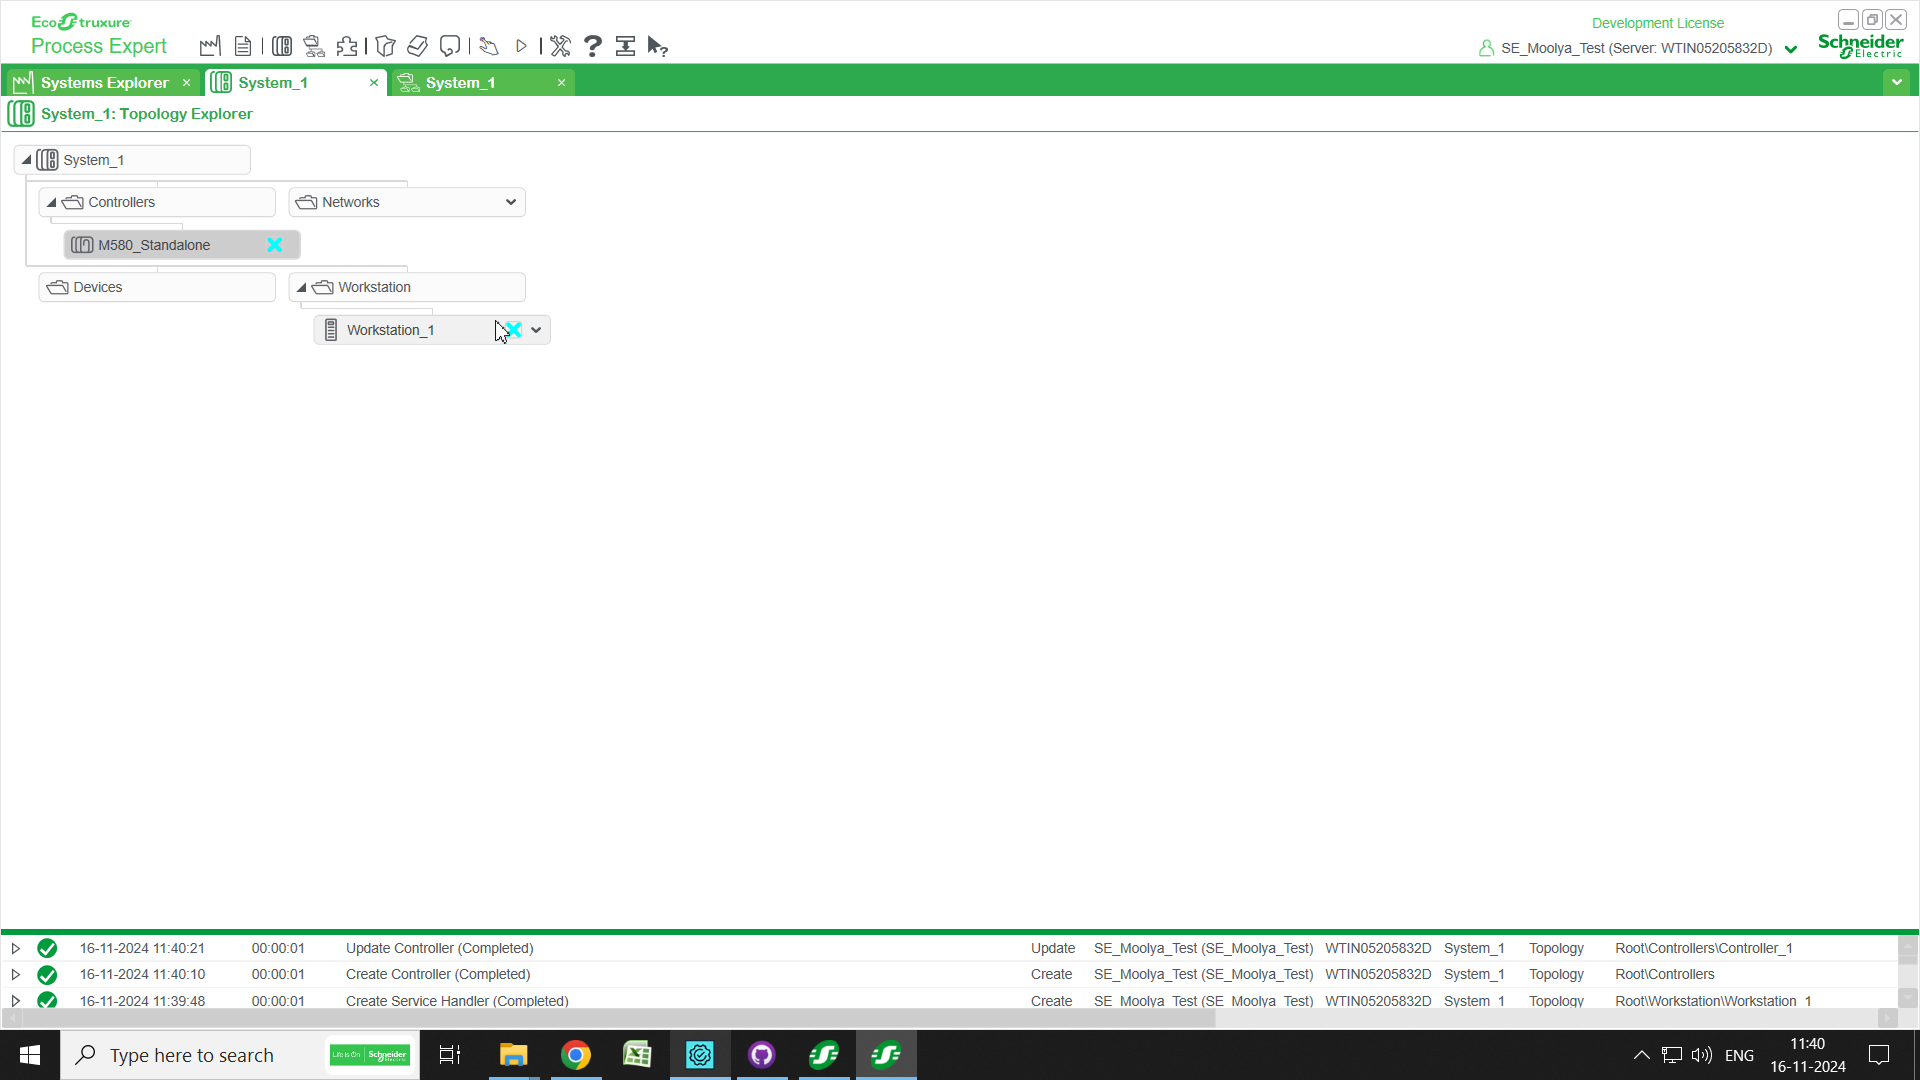 EcoStruxure
Process Expert
Development License
SE_Moolya_Test (Server: WTIN05205832D)
Schneider Electric
Systems Explorer
System_1
System_1
System_1: Topology Explorer
System_1
Controllers
Networks
M580_Standalone
Devices
Workstation
Workstation_1
16-11-2024 11:40:21 00:00:01 Update Controller (Completed) Update SE_Moolya_Test (SE_Moolya_Test) WTIN05205832D System_1 Topology Root\Controllers\Controller_1
16-11-2024 11:40:10 00:00:01 Create Controller (Completed) Create SE_Moolya_Test (SE_Moolya_Test) WTIN05205832D System_1 Topology Root\Controllers
16-11-2024 11:39:48 00:00:01 Create Service Handler (Completed) Create SE_Moolya_Test (SE_Moolya_Test) WTIN05205832D System_1 Topology Root\Workstation\Workstation_1
Type here to search
Life Is On Schneider Electric
ENG
11:40
16-11-2024